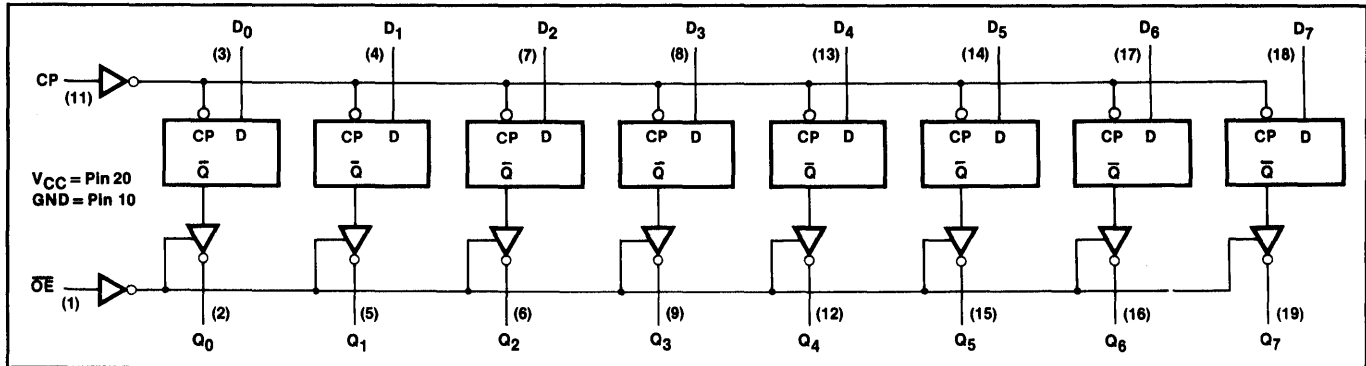 D0 D1 D2 D3 D4 D5 D6 D7
(3) (4) (7) (8) (13) (14) (17) (18)
CP
(11)
CP D CP D CP D CP D CP D CP D CP D CP D
Q̅ Q̅ Q̅ Q̅ Q̅ Q̅ Q̅ Q̅
VCC = Pin 20
GND = Pin 10
O̅E̅
(1)
(2) (5) (6) (9) (12) (15) (16) (19)
Q0 Q1 Q2 Q3 Q4 Q5 Q6 Q7